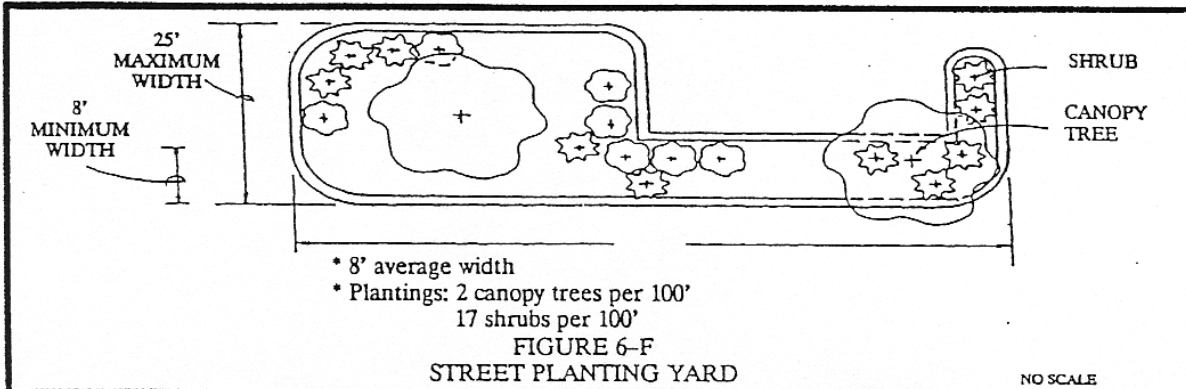 25'
MAXIMUM
WIDTH
8'
MINIMUM
WIDTH
SHRUB
CANOPY
TREE
* 8' average width
* Plantings: 2 canopy trees per 100'
17 shrubs per 100'
FIGURE 6-F
STREET PLANTING YARD
NO SCALE